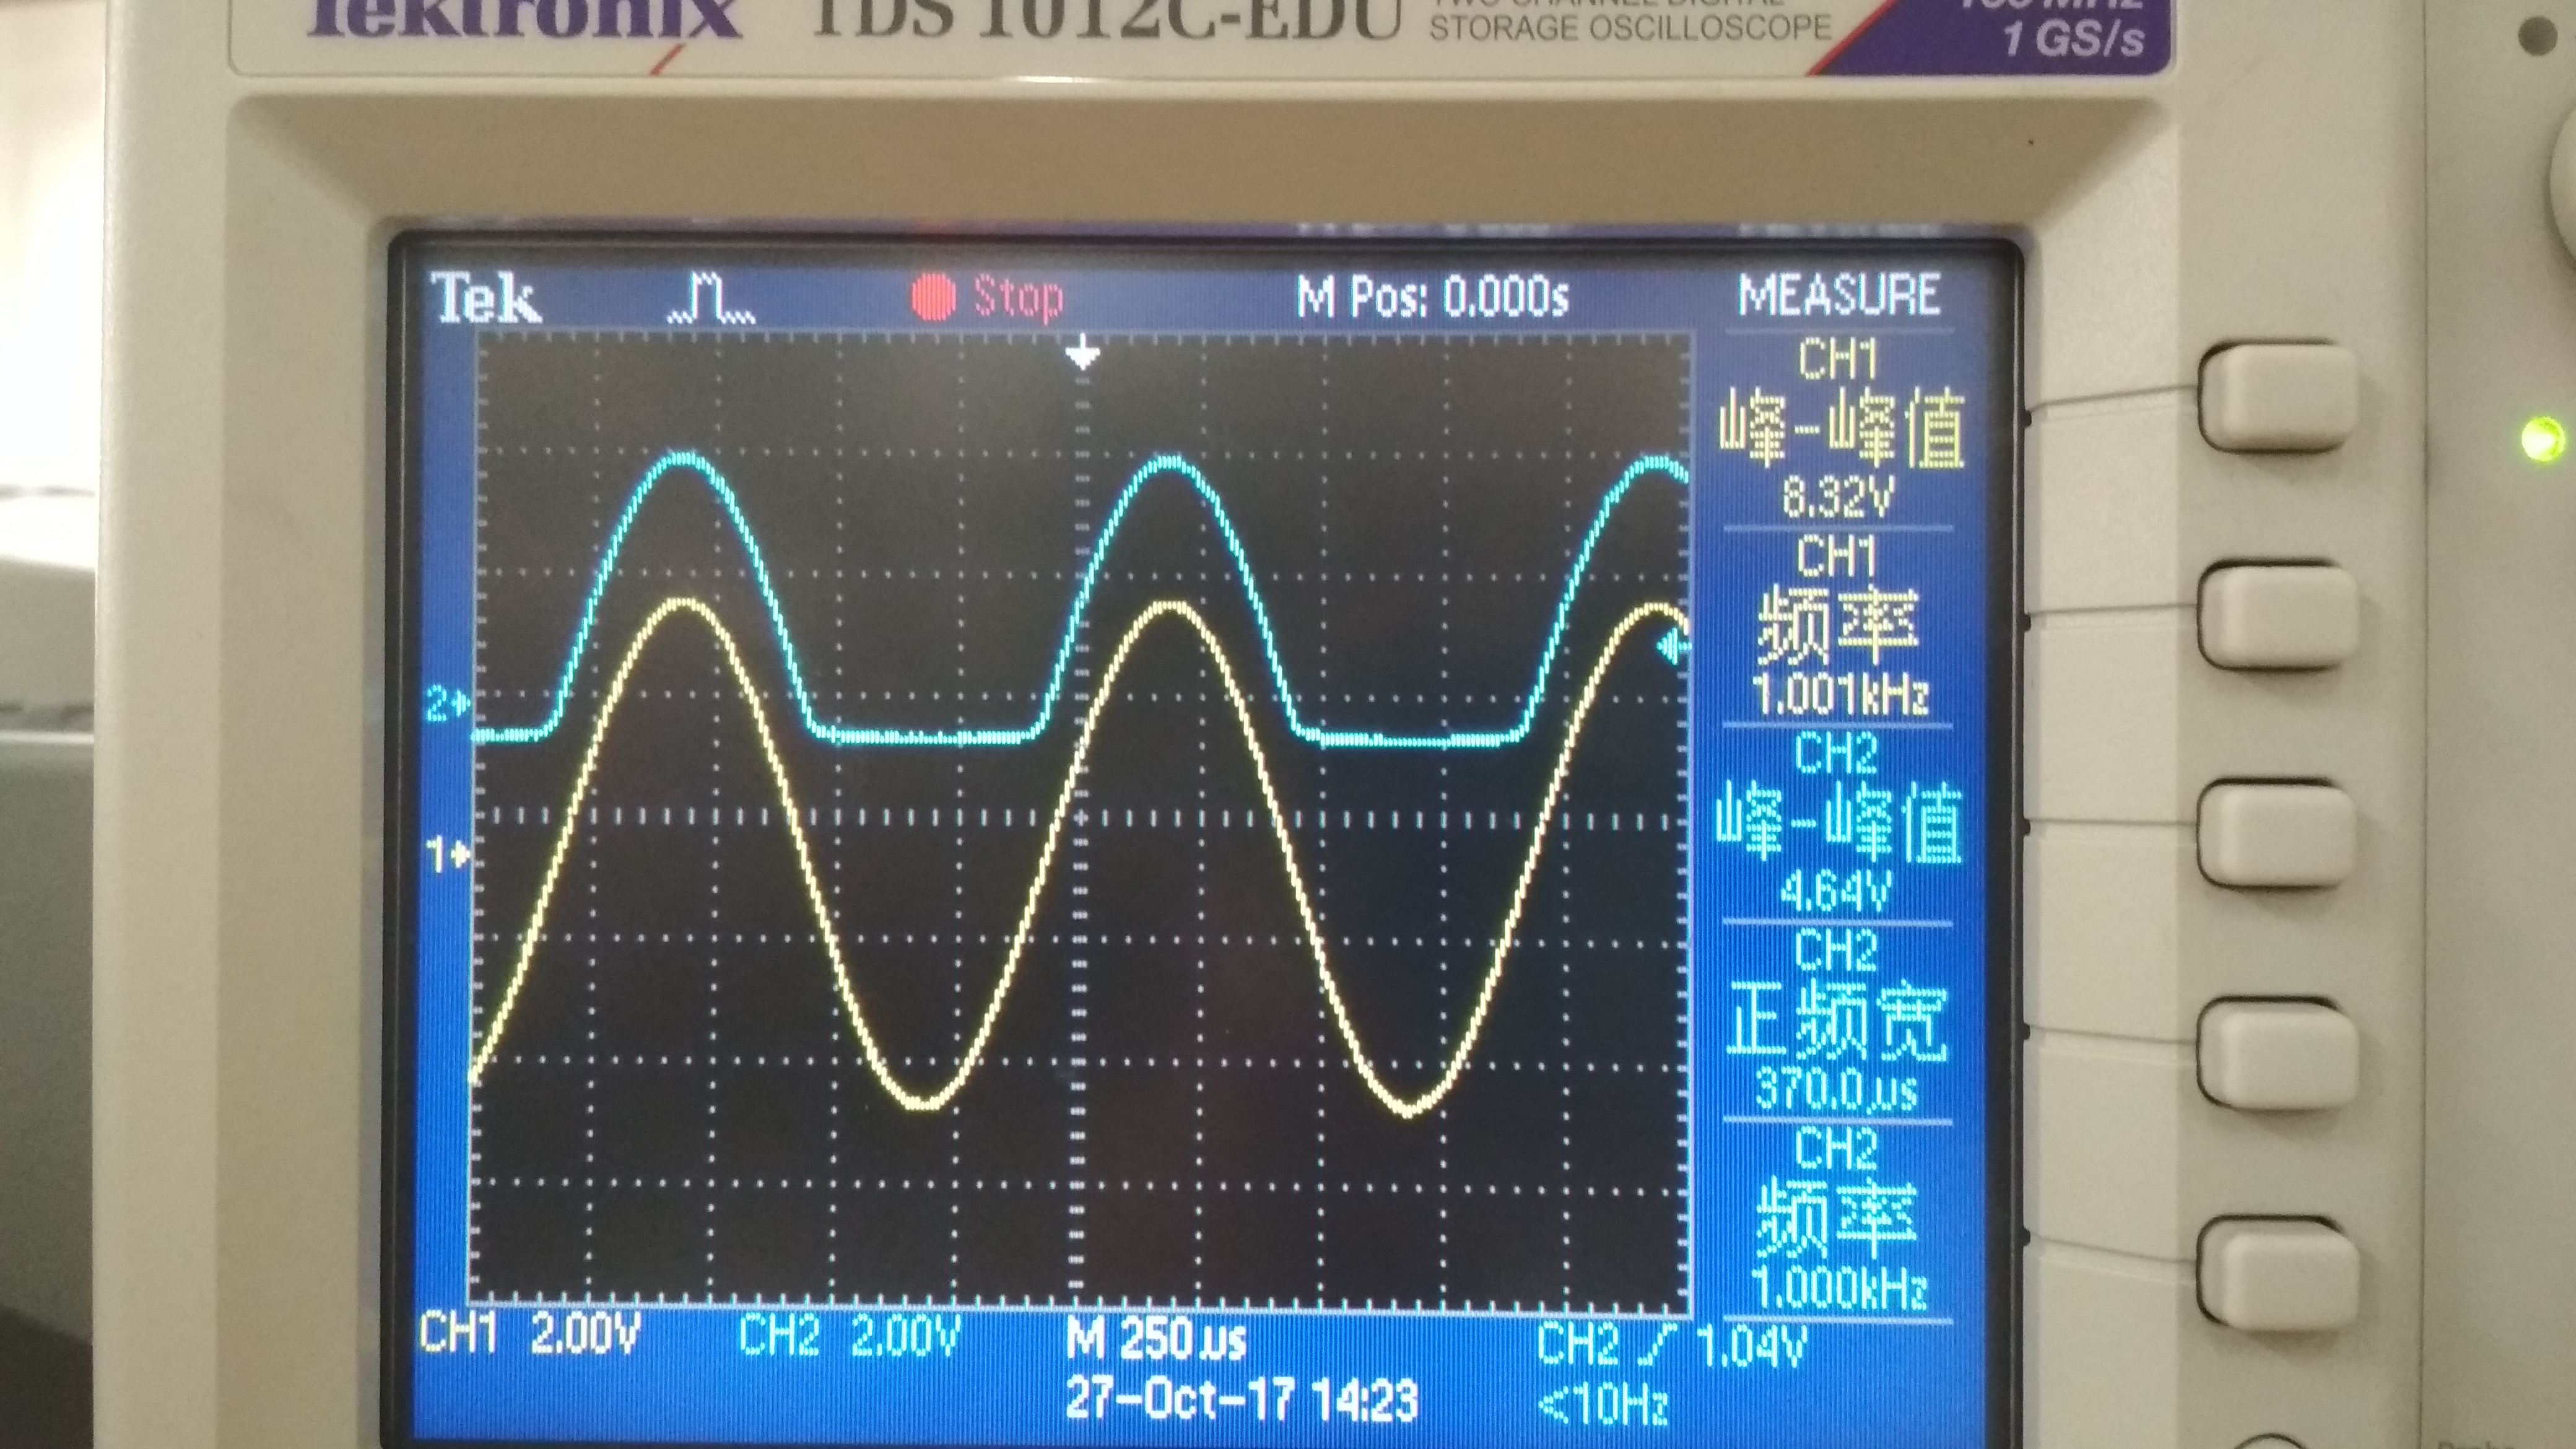 Tektronix TDS 1012C-EDU
STORAGE OSCILLOSCOPE
1 GS/s
Tek Stop M Pos: 0.000s MEASURE
CH1
峰-峰值
8.32V
CH1
频率
1.001kHz
CH2
峰-峰值
4.64V
CH2
正频宽
370.0µs
CH2
频率
1.000kHz
2
1
CH1 2.00V CH2 2.00V M 250µs CH2 1.04V
27-Oct-17 14:23 <10Hz